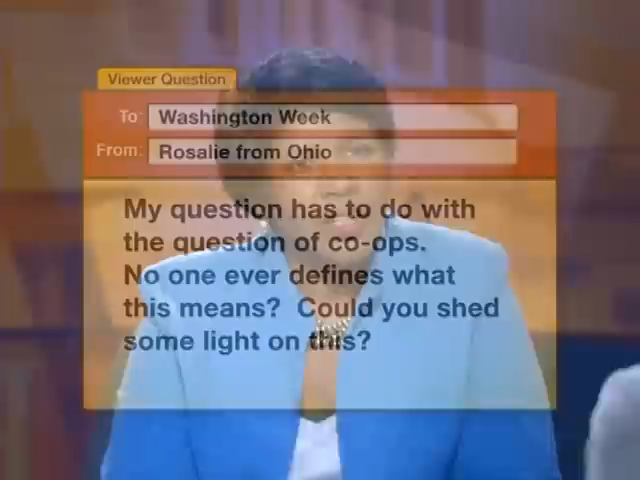 Viewer Question
To: Washington Week
From: Rosalie from Ohio
My question has to do with
the question of co-ops.
No one ever defines what
this means? Could you shed
some light on this?